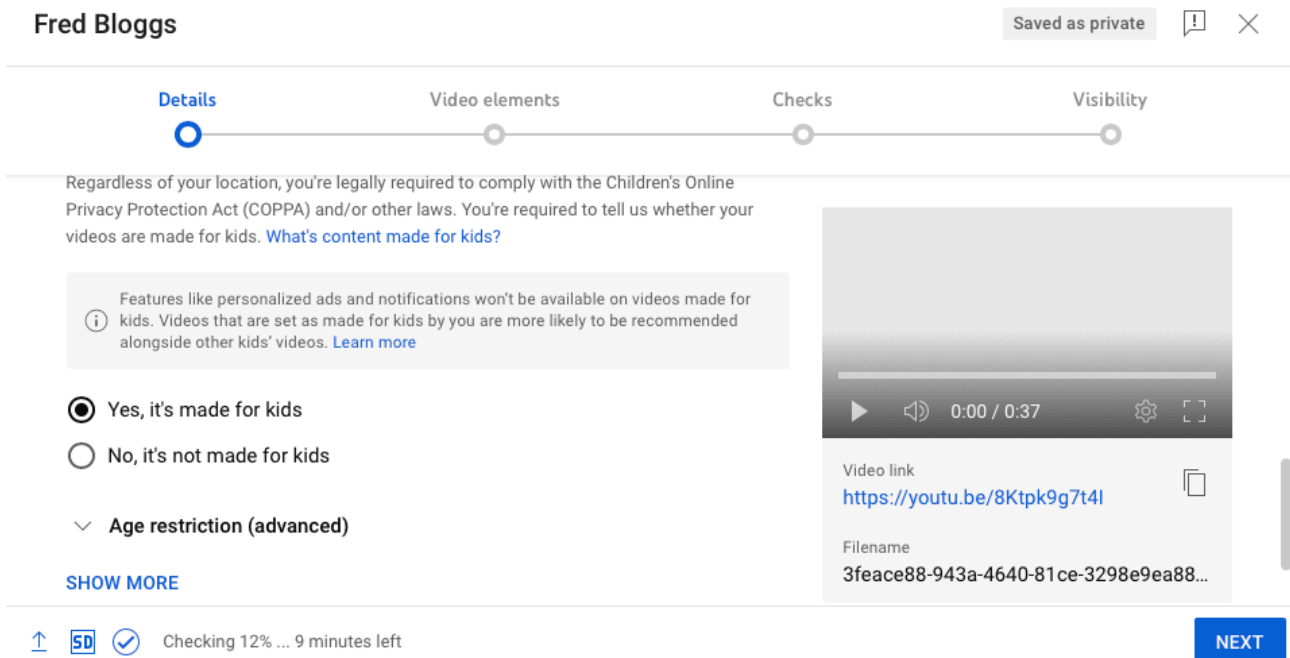 Fred Bloggs
Saved as private
Details
Video elements
Checks
Visibility
Regardless of your location, you're legally required to comply with the Children's Online
Privacy Protection Act (COPPA) and/or other laws. You're required to tell us whether your
videos are made for kids. What's content made for kids?
Features like personalized ads and notifications won't be available on videos made for
kids. Videos that are set as made for kids by you are more likely to be recommended
alongside other kids' videos. Learn more
Yes, it's made for kids
No, it's not made for kids
Age restriction (advanced)
SHOW MORE
0:00 / 0:37
Video link
https://youtu.be/8Ktpk9g7t4I
Filename
3feace88-943a-4640-81ce-3298e9ea88...
SD
Checking 12% ... 9 minutes left
NEXT